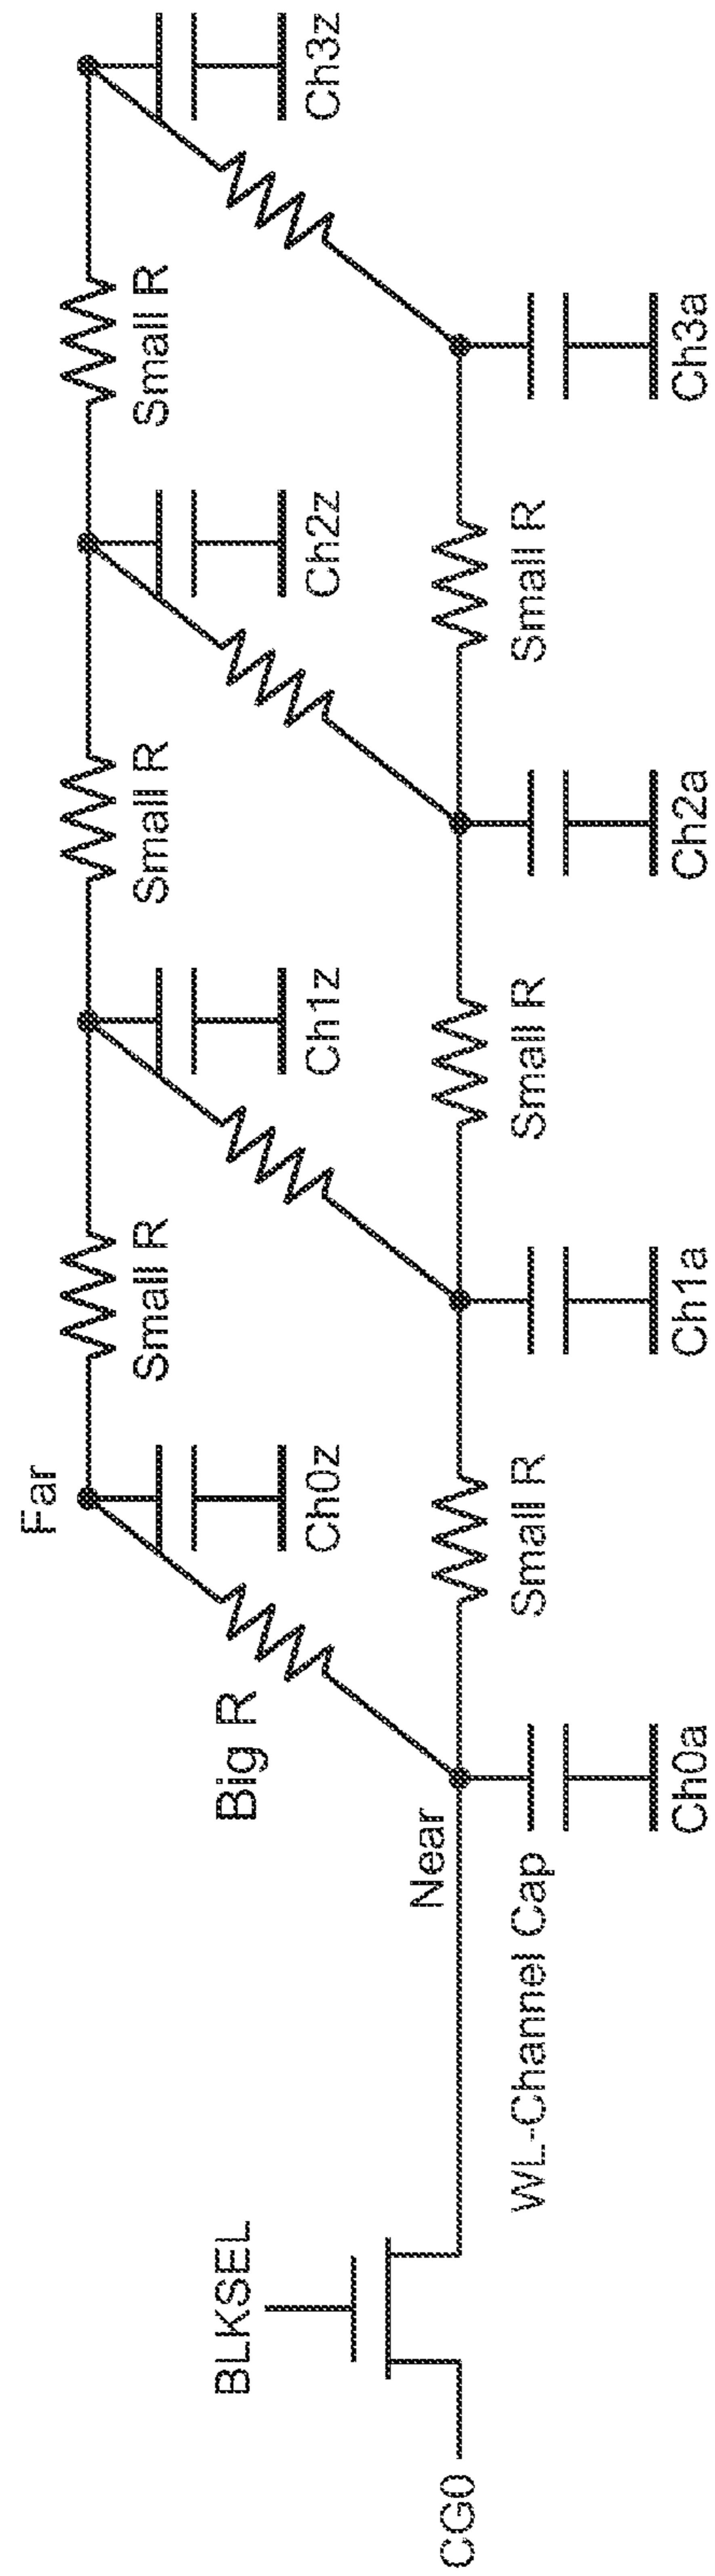 Far
Small R
Small R
Small R
Ch0z
Ch1z
Ch2z
Ch3z
BLKSEL
Big R
Near
CG0
WL-Channel Cap
Small R
Small R
Small R
Ch0a
Ch1a
Ch2a
Ch3a